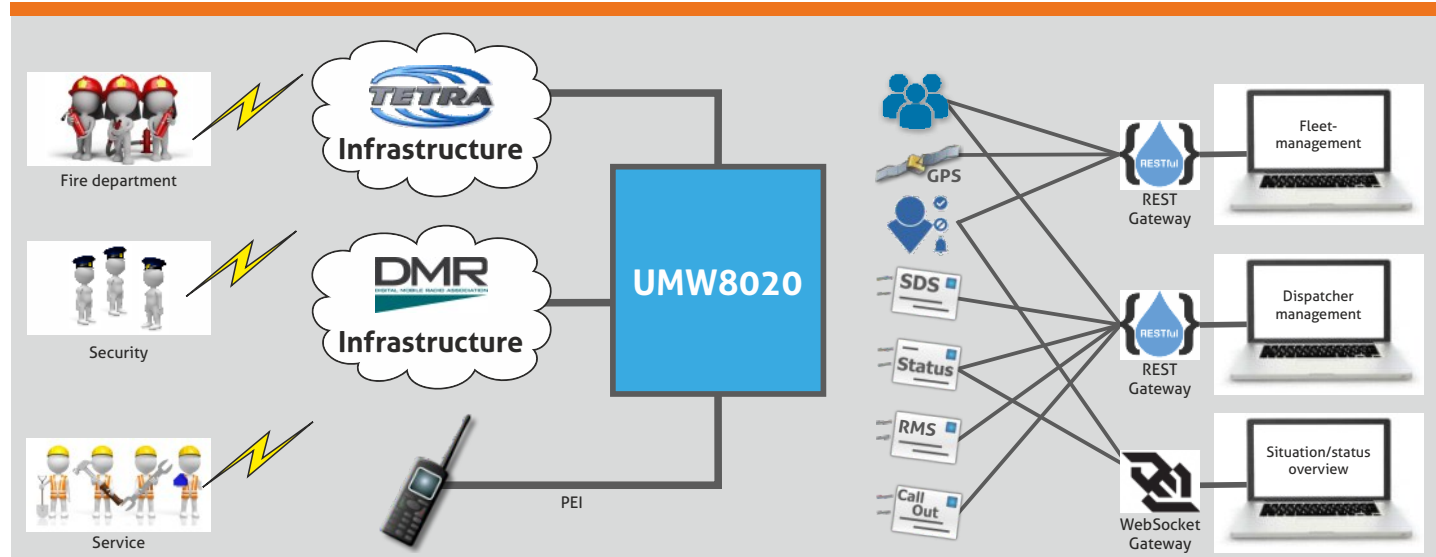 Fire department
TETRA
Infrastructure
Security
DMR
DIGITAL MOBILE RADIO ASSOCIATION
Infrastructure
Service
PEI
UMW8020
GPS
SDS
Status
RMS
Call
Out
{RESTful}
REST
Gateway
{RESTful}
REST
Gateway
WebSocket
Gateway
Fleet-
management
Dispatcher
management
Situation/status
overview